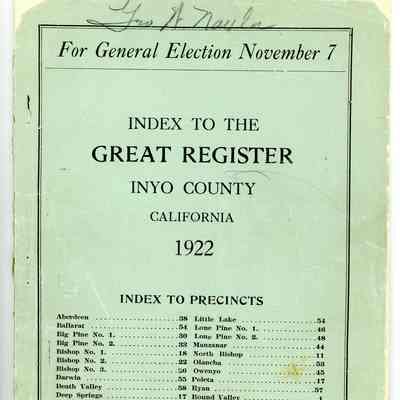 Geo W Naylor
For General Election November 7
INDEX TO THE
GREAT REGISTER
INYO COUNTY
CALIFORNIA
1922
INDEX TO PRECINCTS
Aberdeen 38 Little Lake 54
Ballarat 54 Lone Pine No. 1. 46
Big Pine No. 1. 30 Lone Pine No. 2. 48
Big Pine No. 2. 33 Manzanar 44
Bishop No. 1. 18 North Bishop 11
Bishop No. 2. 22 Olancha 53
Bishop No. 3. 26 Owenyo 45
Darwin 55 Poleta 17
Death Valley 58 Ryan 57
Deep Springs 17 Round Valley 1